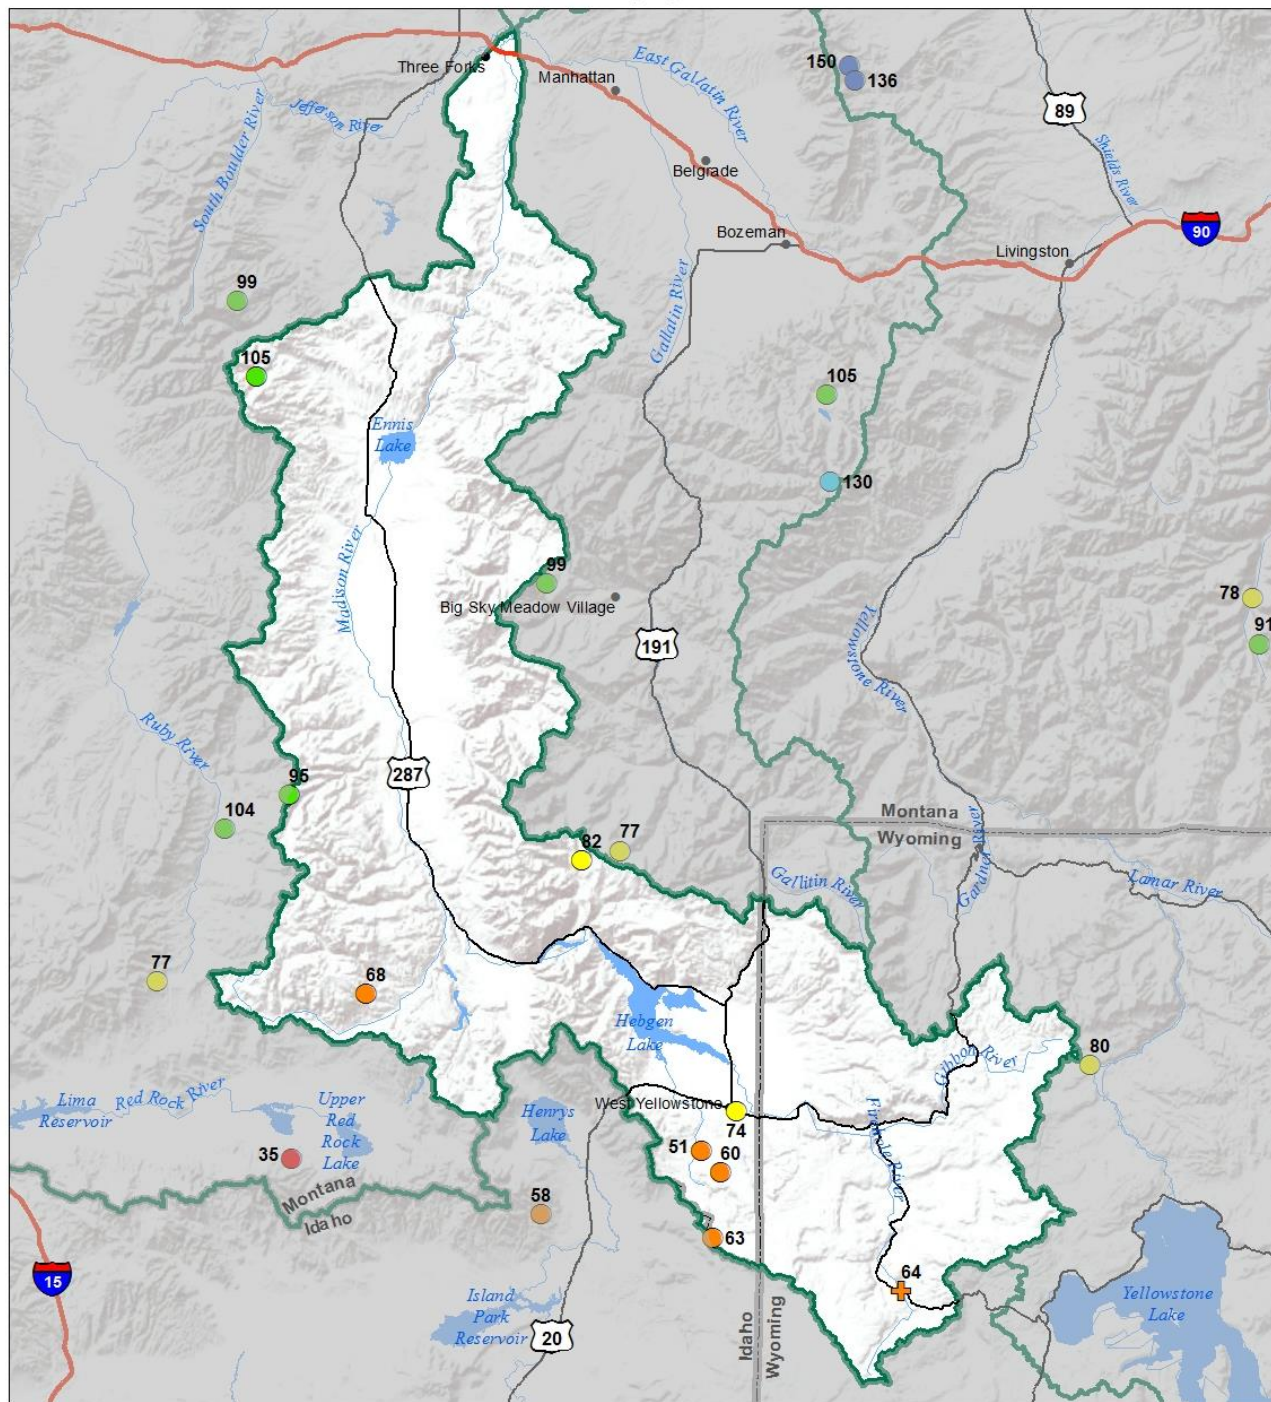 Three Forks
Manhattan
East Gallatin River
150
136
89
Jefferson River
South Boulder River
Shields River
Belgrade
Bozeman
Livingston
90
99
Gallatin River
105
105
Ennis
Lake
130
Madison River
99
Big Sky Meadow Village
78
91
191
Yellowstone River
Ruby River
287
95
104
82
77
Montana
Wyoming
Gardner River
Gallitin River
Lamar River
77
68
Hebgen
Lake
Gibbon River
80
Lima
Reservoir
Red Rock River
Upper
Red
Rock
Lake
Henrys
Lake
West Yellowstone
74
Firehole River
51
60
35
Montana
Idaho
58
63
64
15
Island
Park
Reservoir
20
Idaho
Wyoming
Yellowstone
Lake